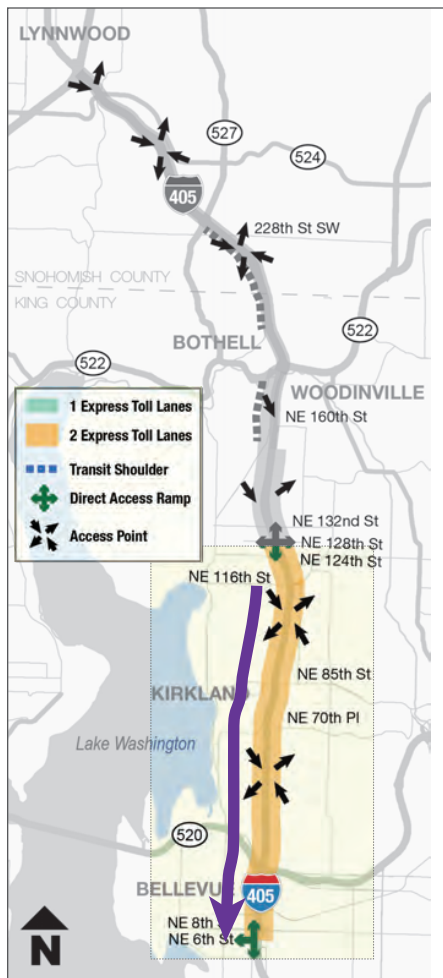 LYNNWOOD
527
524
405
228th St SW
SNOHOMISH COUNTY
KING COUNTY
BOTHELL
522
522
WOODINVILLE
1 Express Toll Lanes
2 Express Toll Lanes
Transit Shoulder
Direct Access Ramp
Access Point
NE 160th St
NE 132nd St
NE 128th St
NE 124th St
NE 116th St
NE 85th St
KIRKLAND
NE 70th Pl
Lake Washington
520
BELLEVUE
405
NE 8th
NE 6th St
N